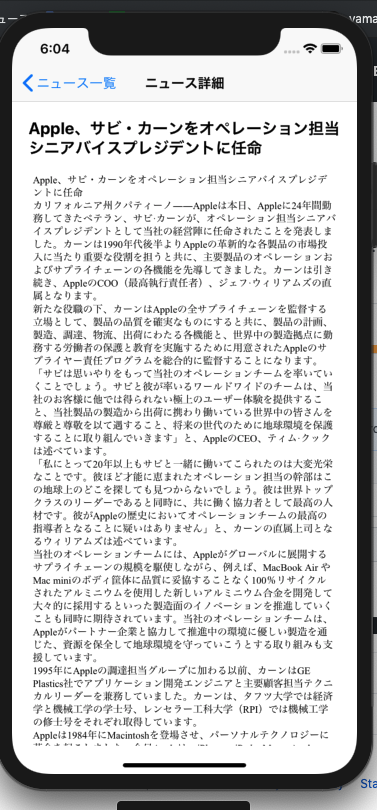 6:04
ニュース一覧
ニュース詳細
Apple、サビ・カーンをオペレーション担当
シニアバイスプレジデントに任命
Apple、サビ・カーンをオペレーション担当シニアバイスプレジデ
ントに任命
カリフォルニア州クパティーノ——Appleは本日、Appleに24年間勤
務してきたベテラン、サビ·カーンが、オペレーション担当シニアバ
イスプレジデントとして当社の経営陣に任命されたことを発表しま
した。カーンは1990年代後半よりAppleの革新的な各製品の市場投
入に当たり重要な役割を担うと共に、主要製品のオペレーションお
よびサプライチェーンの各機能を先導してきました。カーンは引き
続き、AppleのCOO（最高執行責任者）、ジェフ·ウィリアムズの直
属となります。
新たな役職の下、カーンはAppleの全サプライチェーンを監督する
立場として、製品の品質を確実なものにすると共に、製品の計画、
製造、調達、物流、出荷にわたる各機能と、世界中の製造拠点に勤
務する労働者の保護と教育を実施するために用意されたAppleのサ
プライヤー責任プログラムを総合的に監督することになります。
「サビは思いやりをもって当社のオペレーションチームを率いてい
くことでしょう。サビと彼が率いるワールドワイドのチームは、当
社のお客様に他では得られない極上のユーザー体験を提供するこ
と、当社製品の製造から出荷に携わり働いている世界中の皆さんを
尊厳と尊敬を以て遇すること、将来の世代のために地球環境を保護
することに取り組んでいきます」と、AppleのCEO、ティム·クック
は述べています。
「私にとって20年以上もサビと一緒に働いてこられたのは大変光栄
なことです。彼ほど才能に恵まれたオペレーション担当の幹部はこ
の地球上のどこを探しても見つからないでしょう。彼は世界トップ
クラスのリーダーであると同時に、共に働く協力者として最高の人
材です。彼がAppleの歴史においてオペレーションチームの最高の
指導者となることに疑いはありません」と、カーンの直属上司とな
るウィリアムズは述べています。
当社のオペレーションチームには、Appleがグローバルに展開する
サプライチェーンの規模を駆使しながら、例えば、MacBook Air や
Mac miniのボディ筐体に品質に妥協することなく100%リサイクル
されたアルミニウムを使用した新しいアルミニウム合金を開発して
大々的に採用するといった製造面のイノベーションを推進していく
ことも同時に期待されています。当社のオペレーションチームは、
Appleがパートナー企業と協力して推進中の環境に優しい製造を通
じた、資源を保全して地球環境を守っていこうとする取り組みも支
援しています。
1995年にAppleの調達担当グループに加わる以前、カーンはGE
Plastics社でアプリケーション開発エンジニアと主要顧客担当テクニ
カルリーダーを兼務していました。カーンは、タフツ大学では経済
学と機械工学の学士号、レンセラー工科大学（RPI）では機械工学
の修士号をそれぞれ取得しています。
Appleは1984年にMacintoshを登場させ、パーソナルテクノロジーに